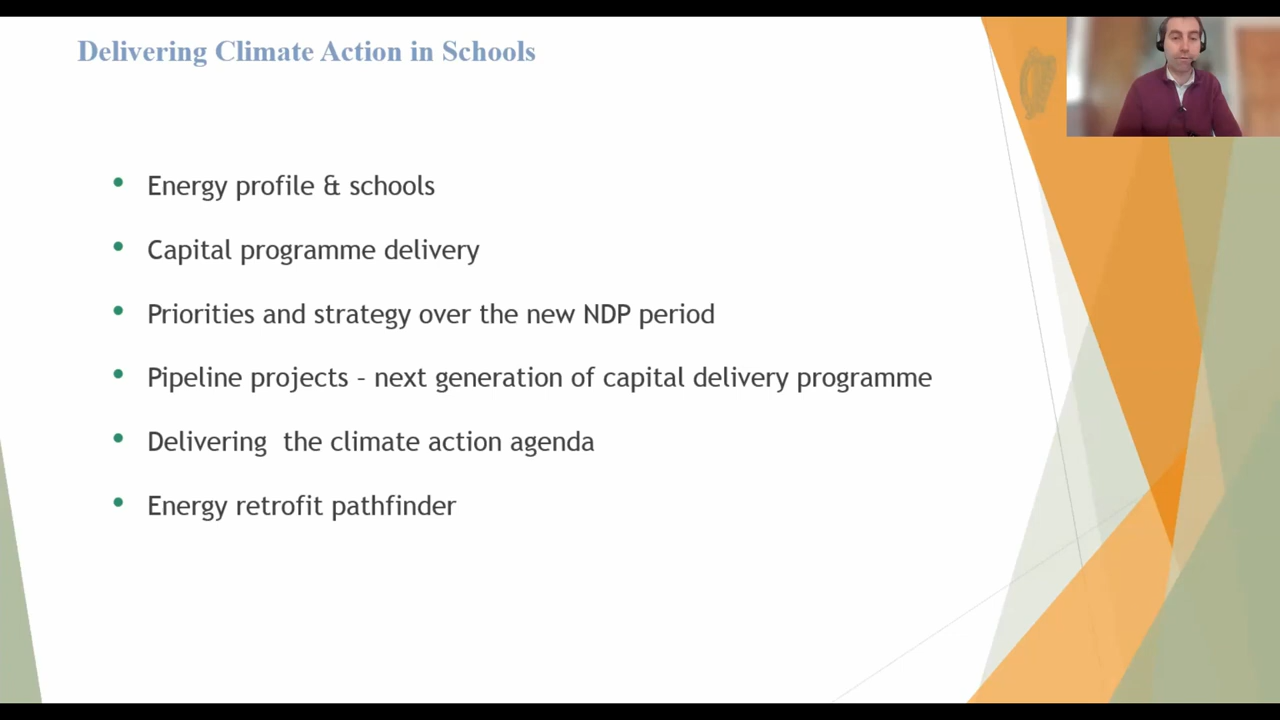 Delivering Climate Action in Schools
• Energy profile & schools
• Capital programme delivery
• Priorities and strategy over the new NDP period
• Pipeline projects – next generation of capital delivery programme
• Delivering  the climate action agenda
• Energy retrofit pathfinder